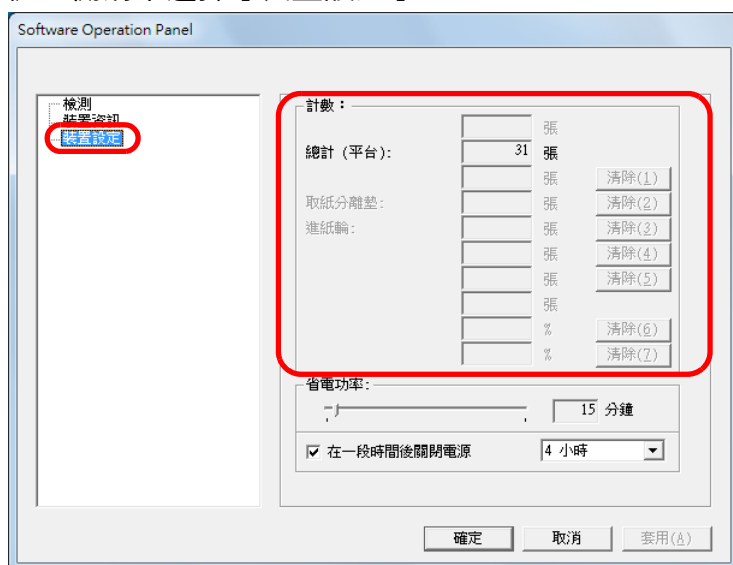 Software Operation Panel
檢測
裝置資訊
裝置設定
計數：
張
總計 (平台): 31 張
張 清除(1)
取紙分離墊: 張 清除(2)
進紙輪: 張 清除(3)
張 清除(4)
張 清除(5)
張
% 清除(6)
% 清除(7)
省電功率:
15 分鐘
在一段時間後關閉電源 4 小時
確定 取消 套用(A)